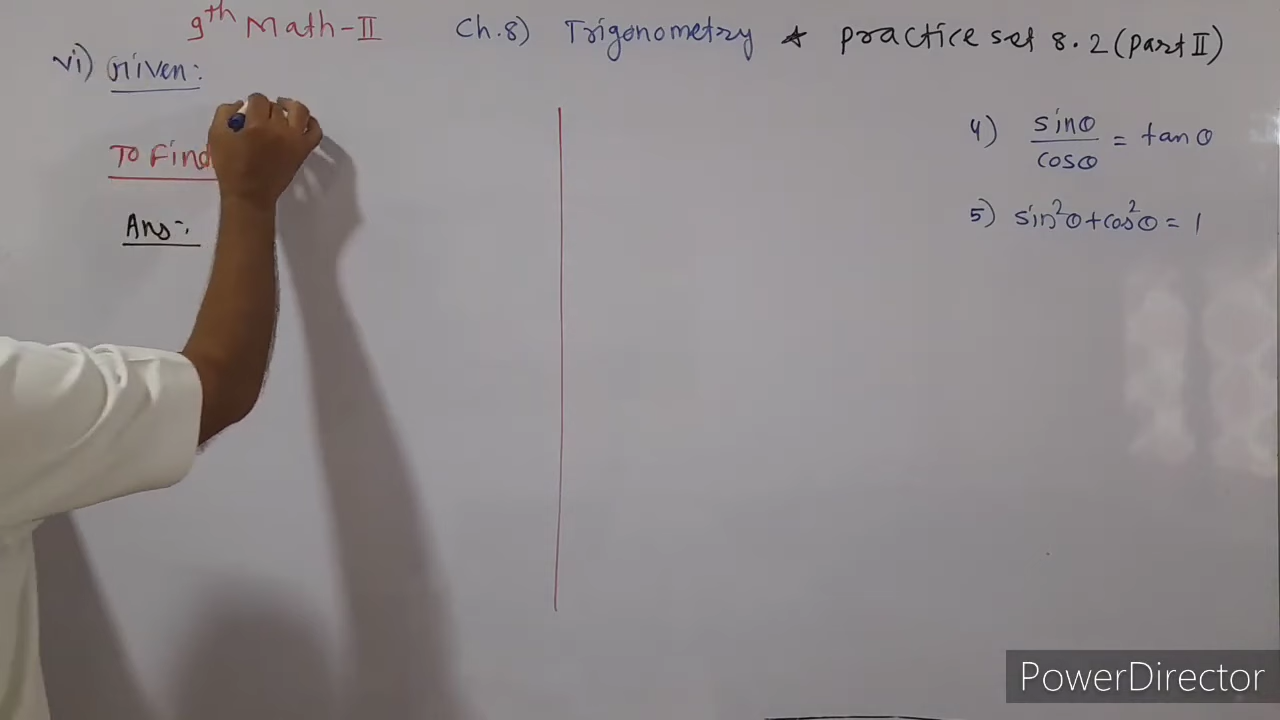 9th Math-II Ch.8) Trigonometry ★ practice set 8.2 (Part II)
vi) Given:
To Find
Ans:-
4) sinθ/cosθ = tanθ
5) sin²θ+cos²θ = 1
PowerDirector